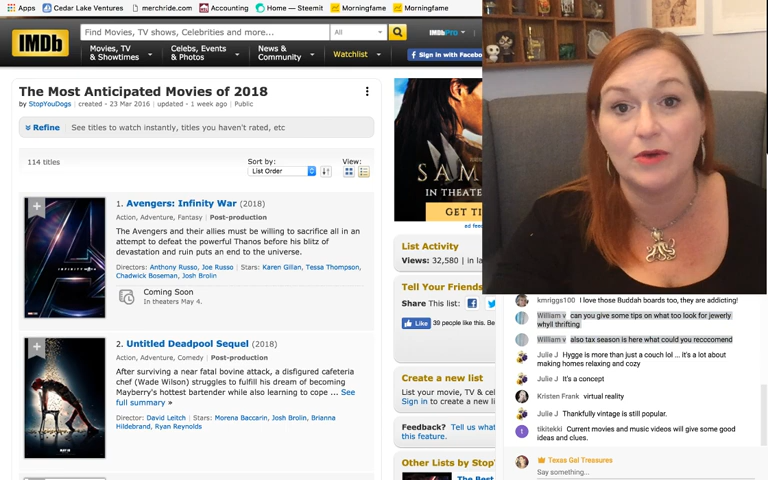 Apps
Cedar Lake Ventures
merchride.com
Accounting
Home — Steemit
Morningfame
Morningfame
IMDb
Find Movies, TV shows, Celebrities and more...
All
IMDbPro
Movies, TV
& Showtimes
Celebs, Events
& Photos
News &
Community
Watchlist
Sign in with Facebo
The Most Anticipated Movies of 2018
by StopYouDogs | created - 23 Mar 2016 | updated - 1 week ago | Public
Refine See titles to watch instantly, titles you haven't rated, etc
114 titles
Sort by:
List Order
View:
1. Avengers: Infinity War (2018)
Action, Adventure, Fantasy | Post-production
The Avengers and their allies must be willing to sacrifice all in an
attempt to defeat the powerful Thanos before his blitz of
devastation and ruin puts an end to the universe.
Directors: Anthony Russo, Joe Russo | Stars: Karen Gillan, Tessa Thompson,
Chadwick Boseman, Josh Brolin
Coming Soon
In theaters May 4.
2. Untitled Deadpool Sequel (2018)
Action, Adventure, Comedy | Post-production
After surviving a near fatal bovine attack, a disfigured cafeteria
chef (Wade Wilson) struggles to fulfill his dream of becoming
Mayberry's hottest bartender while also learning to cope ... See
full summary »
Director: David Leitch | Stars: Morena Baccarin, Josh Brolin, Brianna
Hildebrand, Ryan Reynolds
SAM
IN THEATE
GET TI
ad feed
List Activity
Views: 32,580 | in la
Tell Your Friends
Share This list:
Like 39 people like this. Be
Create a new list
List your movie, TV & cel
Sign in to create a new li
Feedback? Tell us what
this feature.
Other Lists by Stop
The Best
kmriggs100 I love those Buddah boards too, they are addicting!
William v can you give some tips on what too look for jewerly
whyll thrifting
William v also tax season is here what could you recocomend
Julie J Hygge is more than just a couch lol ... it's a lot about
making homes relaxing and cozy
Julie J It's a concept
Kristen Frank virtual reality
Julie J Thankfully vintage is still popular.
tikitekki Current movies and music videos will give some good
ideas and clues.
Texas Gal Treasures
Say something...